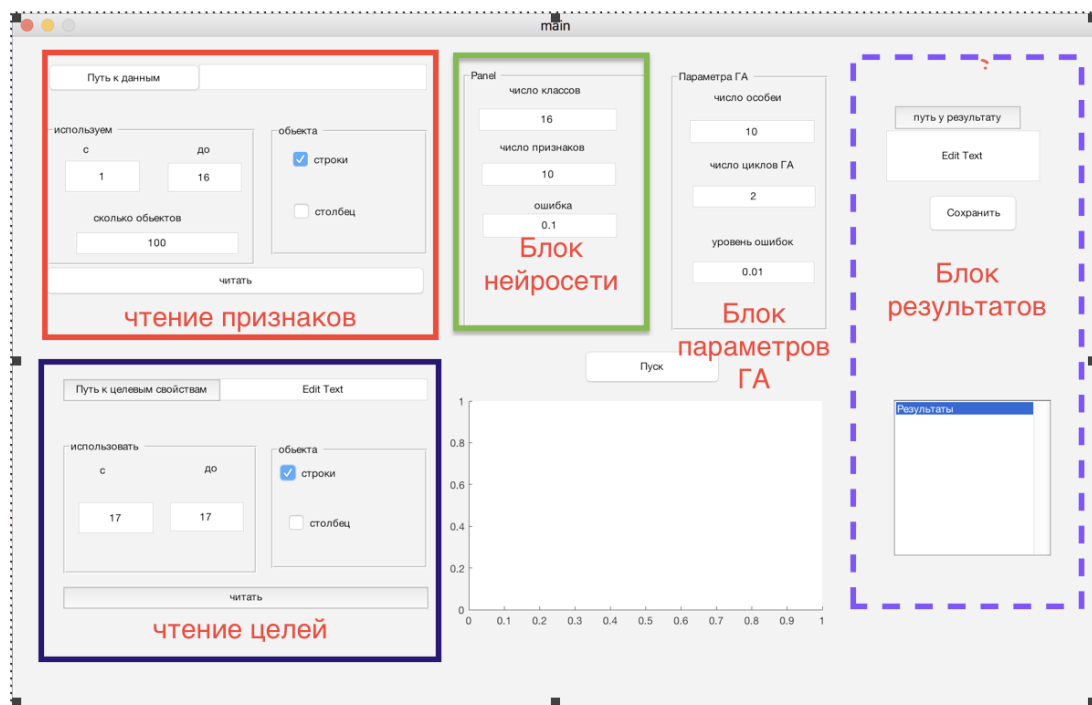 main
Путь к данным
используем
с
до
1
16
сколько обьектов
100
обьекта
строки
столбец
читать
чтение признаков
Panel
число классов
16
число признаков
10
ошибка
0.1
Блок
нейросети
Параметра ГА
число особеи
10
число циклов ГА
2
уровень ошибок
0.01
Блок
параметров
ГА
путь у результату
Edit Text
Сохранить
Блок
результатов
Результаты
Пуск
Путь к целевым свойствам
Edit Text
использовать
с
до
17
17
обьекта
строки
столбец
читать
чтение целей
1
0.8
0.6
0.4
0.2
0
0 0.1 0.2 0.3 0.4 0.5 0.6 0.7 0.8 0.9 1